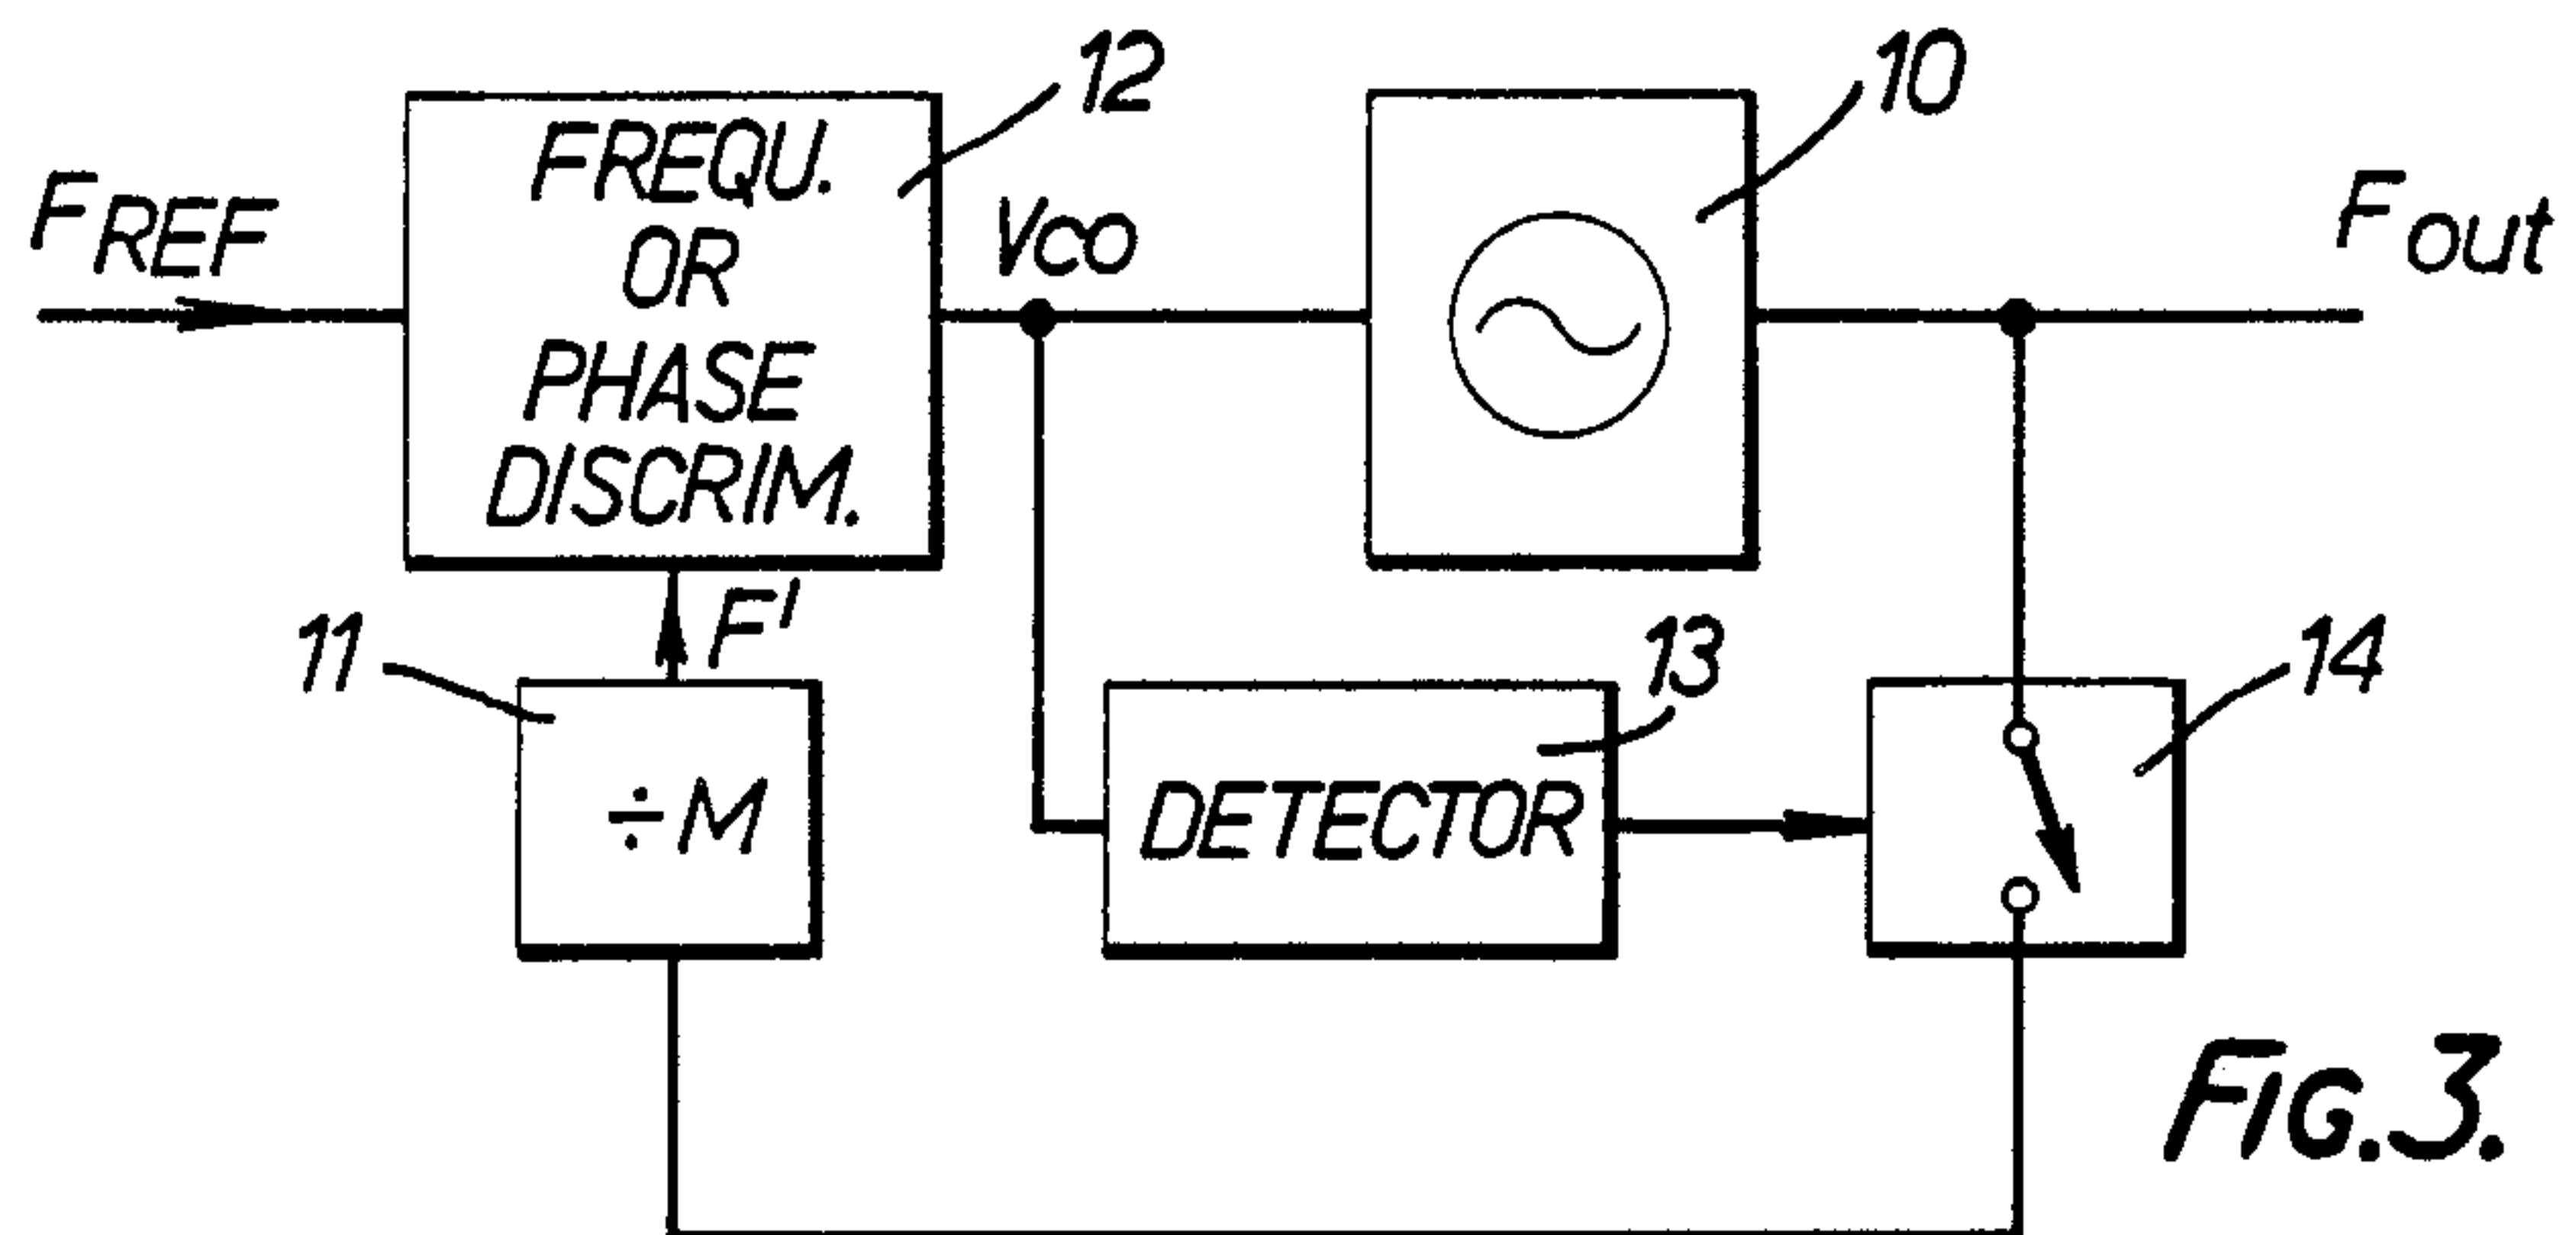 12
10
FREF
FREQU.
OR
PHASE
DISCRIM.
VCO
Fout
11
F'
13
14
÷M
DETECTOR
FIG.3.